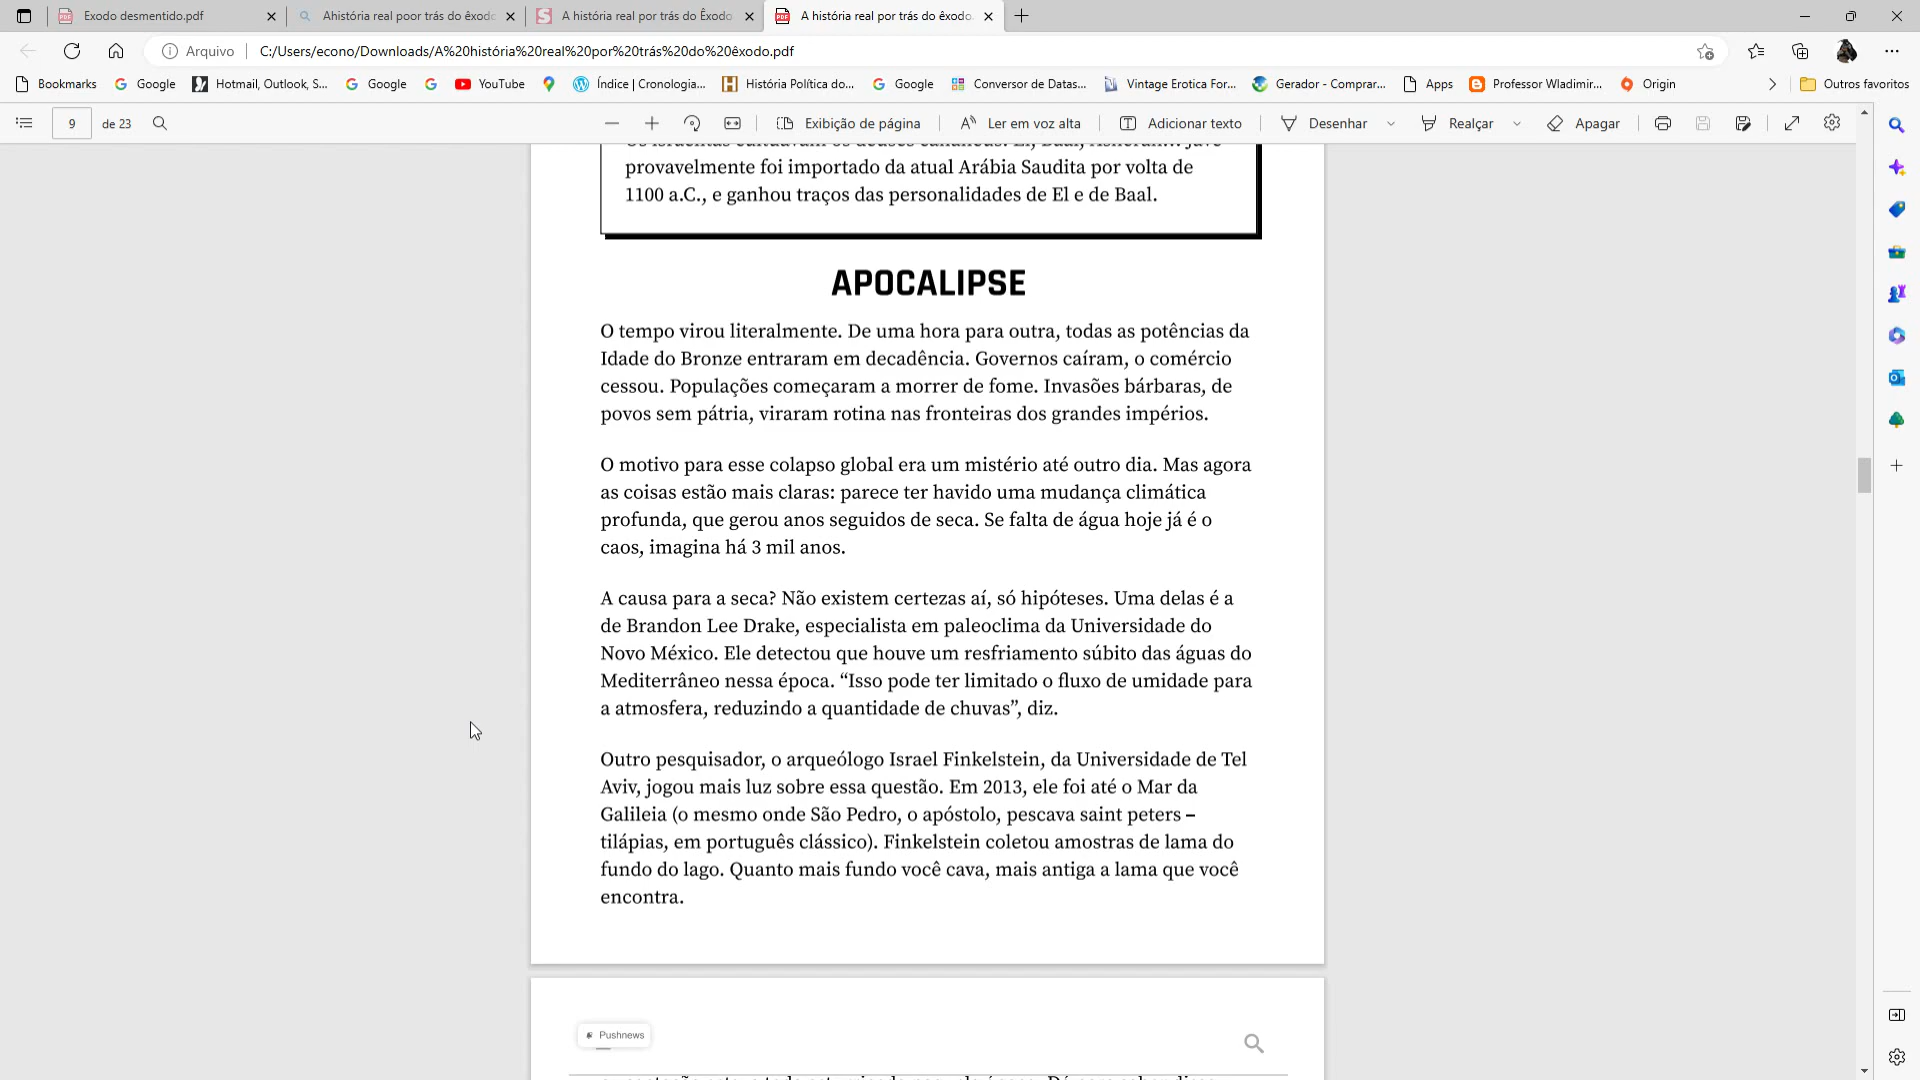 Exodo desmentido.pdf
Ahistória real poor trás do êxodo
A história real por trás do Êxodo
A história real por trás do êxodo.
Arquivo
C:/Users/econo/Downloads/A%20história%20real%20por%20trás%20do%20êxodo.pdf
Bookmarks
Google
Hotmail, Outlook, S...
Google
YouTube
Índice | Cronologia...
História Política do...
Google
Conversor de Datas...
Vintage Erotica For...
Gerador - Comprar...
Apps
Professor Wladimir...
Origin
Outros favoritos
9 de 23
Exibição de página
Ler em voz alta
Adicionar texto
Desenhar
Realçar
Apagar
provavelmente foi importado da atual Arábia Saudita por volta de
1100 a.C., e ganhou traços das personalidades de El e de Baal.
APOCALIPSE
O tempo virou literalmente. De uma hora para outra, todas as potências da
Idade do Bronze entraram em decadência. Governos caíram, o comércio
cessou. Populações começaram a morrer de fome. Invasões bárbaras, de
povos sem pátria, viraram rotina nas fronteiras dos grandes impérios.
O motivo para esse colapso global era um mistério até outro dia. Mas agora
as coisas estão mais claras: parece ter havido uma mudança climática
profunda, que gerou anos seguidos de seca. Se falta de água hoje já é o
caos, imagina há 3 mil anos.
A causa para a seca? Não existem certezas aí, só hipóteses. Uma delas é a
de Brandon Lee Drake, especialista em paleoclima da Universidade do
Novo México. Ele detectou que houve um resfriamento súbito das águas do
Mediterrâneo nessa época. “Isso pode ter limitado o fluxo de umidade para
a atmosfera, reduzindo a quantidade de chuvas”, diz.
Outro pesquisador, o arqueólogo Israel Finkelstein, da Universidade de Tel
Aviv, jogou mais luz sobre essa questão. Em 2013, ele foi até o Mar da
Galileia (o mesmo onde São Pedro, o apóstolo, pescava saint peters –
tilápias, em português clássico). Finkelstein coletou amostras de lama do
fundo do lago. Quanto mais fundo você cava, mais antiga a lama que você
encontra.
Pushnews